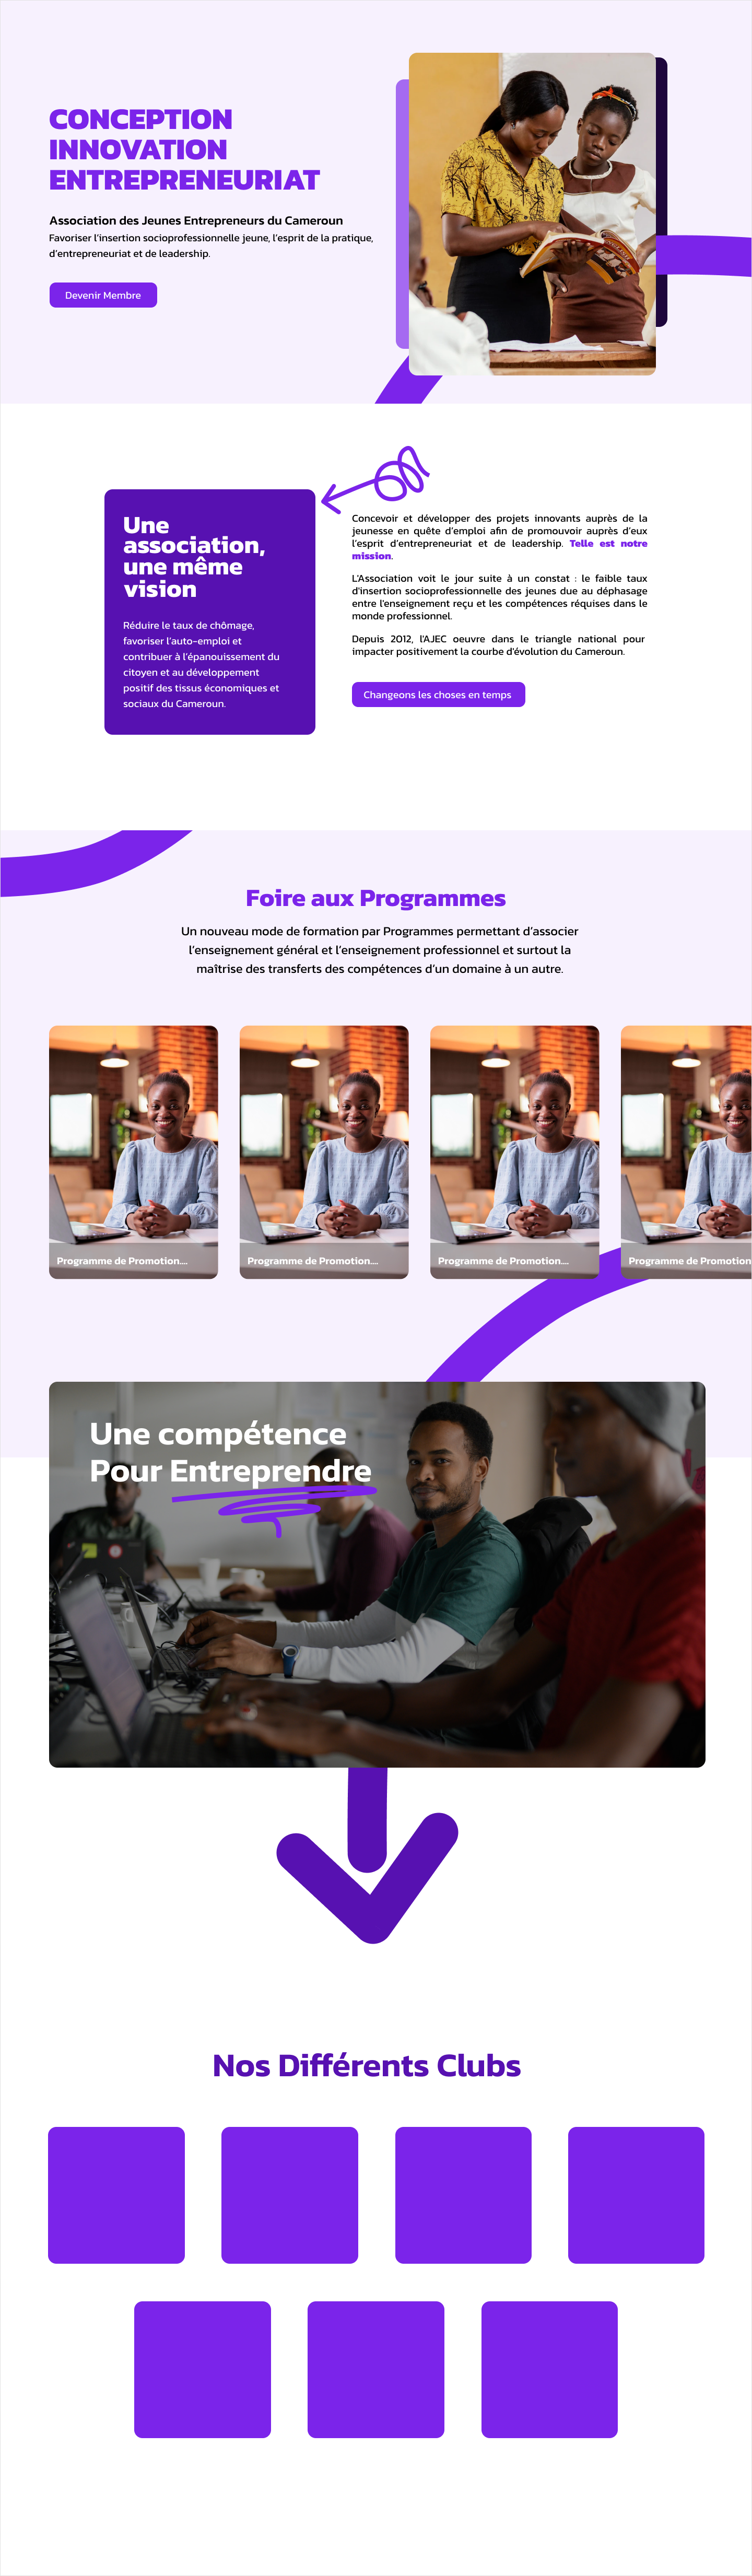 CONCEPTION
INNOVATION
ENTREPRENEURIAT
Association des Jeunes Entrepreneurs du Cameroun
Favoriser l'insertion socioprofessionnelle jeune, l'esprit de la pratique,
d'entrepreneuriat et de leadership.
Devenir Membre
Une
association,
une même
vision
Réduire le taux de chômage,
favoriser l'auto-emploi et
contribuer à l'épanouissement du
citoyen et au développement
positif des tissus économiques et
sociaux du Cameroun.
Concevoir et développer des projets innovants auprès de la
jeunesse en quête d'emploi afin de promouvoir auprès d'eux
l'esprit d'entrepreneuriat et de leadership. Telle est notre
mission.
L'Association voit le jour suite à un constat : le faible taux
d'insertion socioprofessionnelle des jeunes due au déphasage
entre l'enseignement reçu et les compétences réquises dans le
monde professionnel.
Depuis 2012, l'AJEC oeuvre dans le triangle national pour
impacter positivement la courbe d'évolution du Cameroun.
Changeons les choses en temps
Foire aux Programmes
Un nouveau mode de formation par Programmes permettant d'associer
l'enseignement général et l'enseignement professionnel et surtout la
maîtrise des transferts des compétences d'un domaine à un autre.
Programme de Promotion....
Programme de Promotion....
Programme de Promotion....
Programme de Promotion
Une compétence
Pour Entreprendre
Nos Différents Clubs